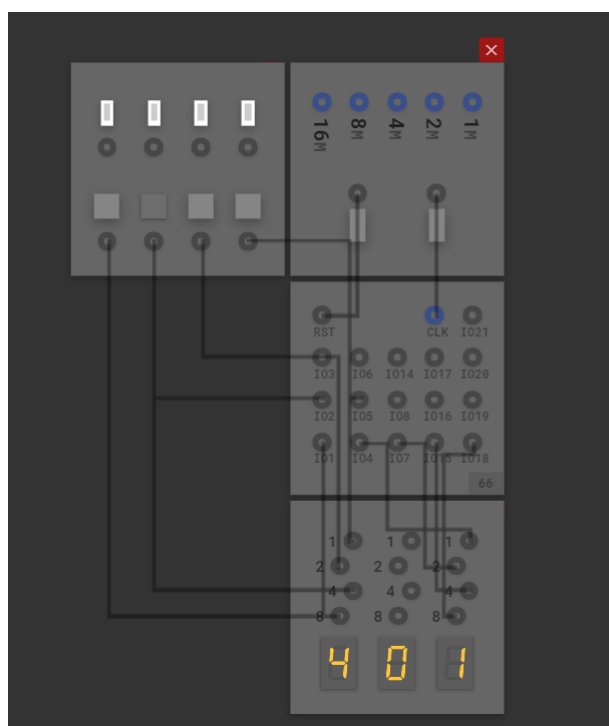 ×
16M 8M 4M 2M 1M
RST CLK IO21
IO3 IO6 IO14 IO17 IO20
IO2 IO5 IO8 IO16 IO19
IO1 IO4 IO7 IO15 IO18
66
1 1 1
2 2 2
4 4 4
8 8 8
4 0 1